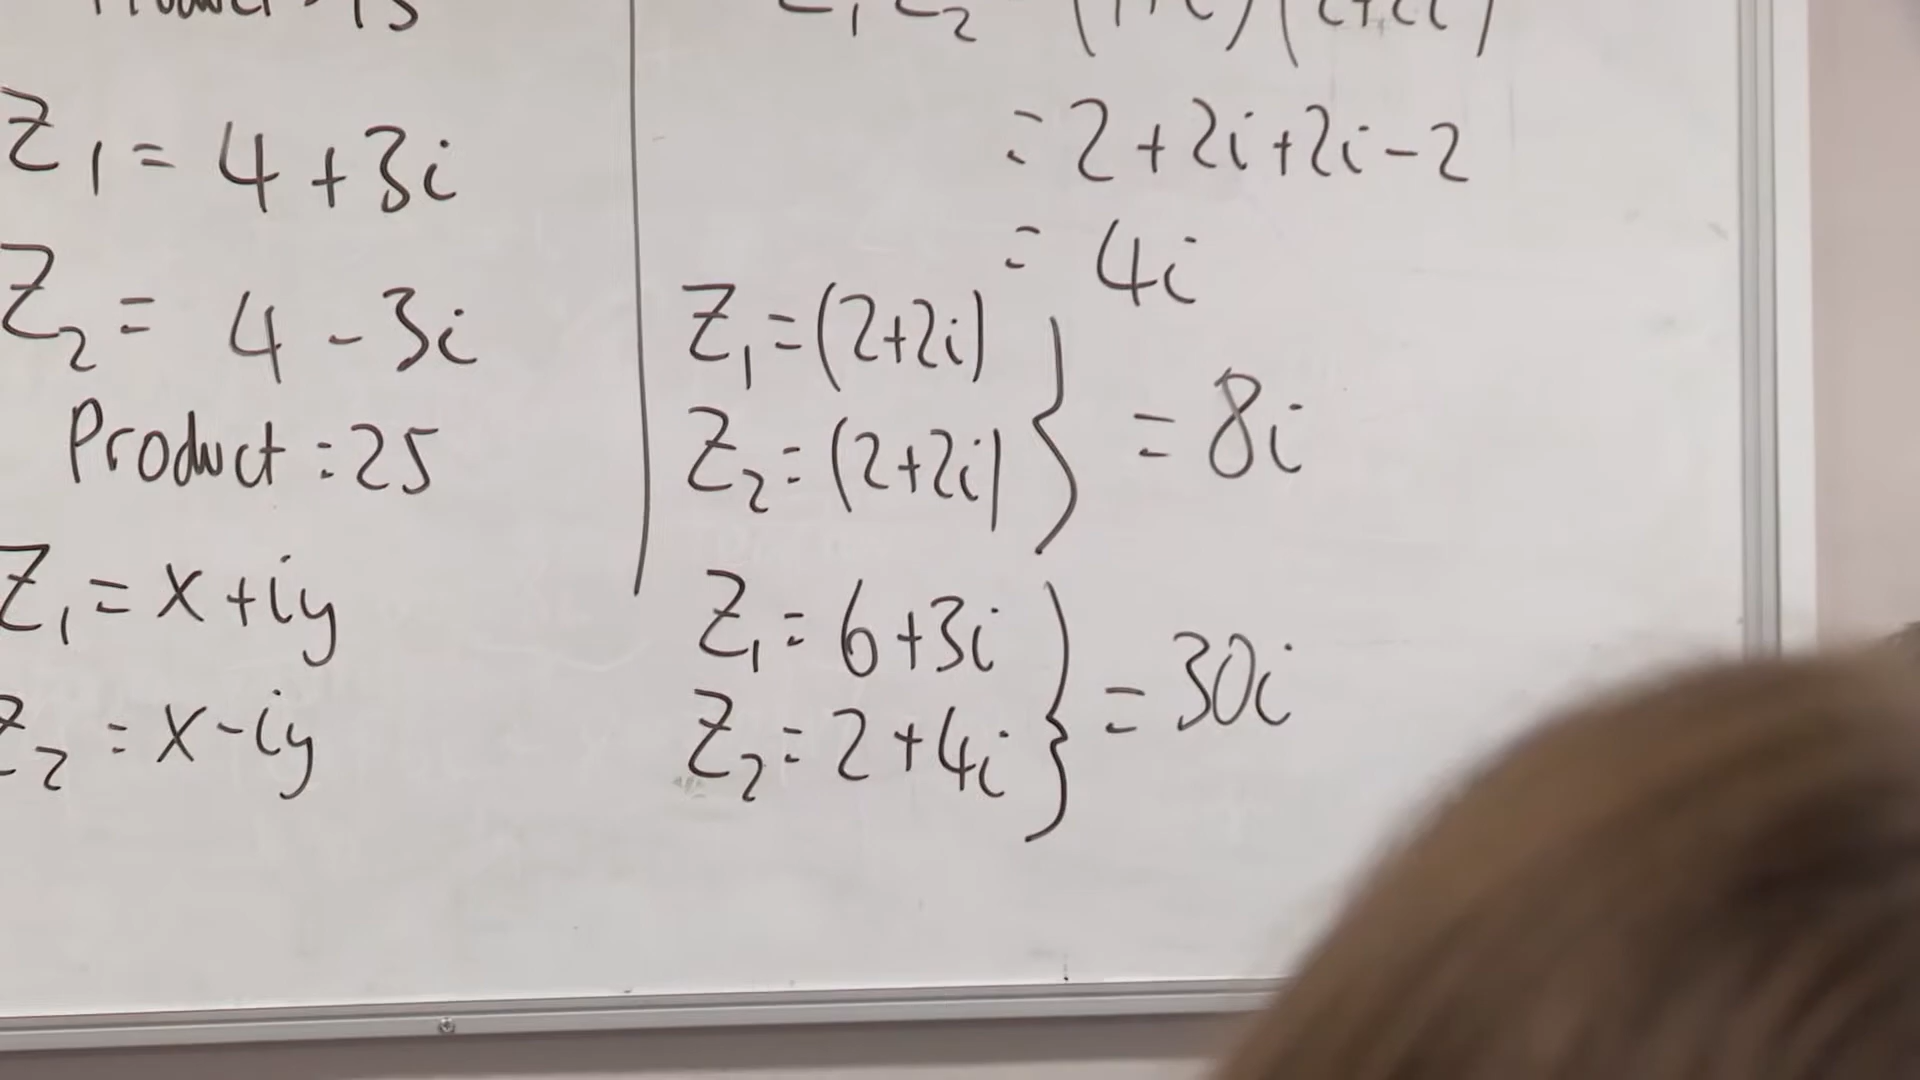 Z₁ = 4 + 3i
Z₂ = 4 - 3i
Product : 25
Z₁ = x + iy
Z₂ = x - iy
= 2 + 2i + 2i - 2
= 4i
Z₁ = (2+2i)
Z₂ = (2+2i)
} = 8i
Z₁ = 6 + 3i
Z₂ = 2 + 4i
} = 30i